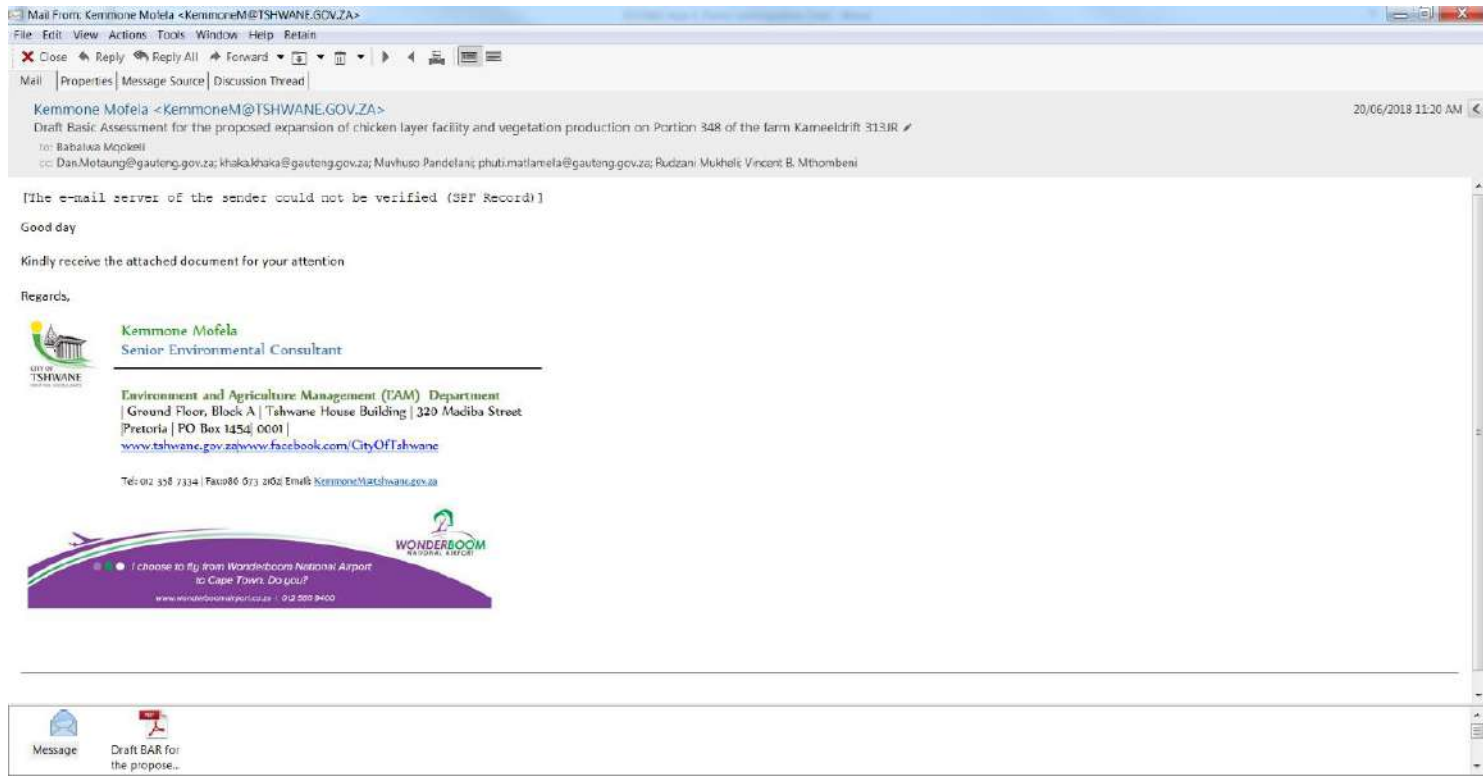 Mail From: Kemmone Mofela <KemmoneM@TSHWANE.GOV.ZA>
File Edit View Actions Tools Window Help Retain
Close Reply Reply All Forward
Mail Properties Message Source Discussion Thread
Kemmone Mofela <KemmoneM@TSHWANE.GOV.ZA>
20/06/2018 11:20 AM
Draft Basic Assessment for the proposed expansion of chicken layer facility and vegetation production on Portion 348 of the farm Kameeldrift 313JR
to: Babalwa Mqokeli
cc: Dan.Motaung@gauteng.gov.za; khaka.khaka@gauteng.gov.za; Muvhuso Pandelani; phuti.matlamela@gauteng.gov.za; Rudzani Mukheli; Vincent B. Mthombeni
[The e-mail server of the sender could not be verified (SPF Record)]
Good day
Kindly receive the attached document for your attention
Regards,
CITY OF
TSHWANE
Kemmone Mofela
Senior Environmental Consultant
Environment and Agriculture Management (EAM) Department
| Ground Floor, Block A | Tshwane House Building | 320 Madiba Street
|Pretoria | PO Box 1454| 0001 |
www.tshwane.gov.za|www.facebook.com/CityOfTshwane
Tel: 012 358 7334 | Fax:086 673 2162| Email: KemmoneM@tshwane.gov.za
WONDERBOOM
NATIONAL AIRPORT
I choose to fly from Wonderboom National Airport
to Cape Town. Do you?
www.wonderboomairport.co.za | 012 550 9400
Message
Draft BAR for
the propose...